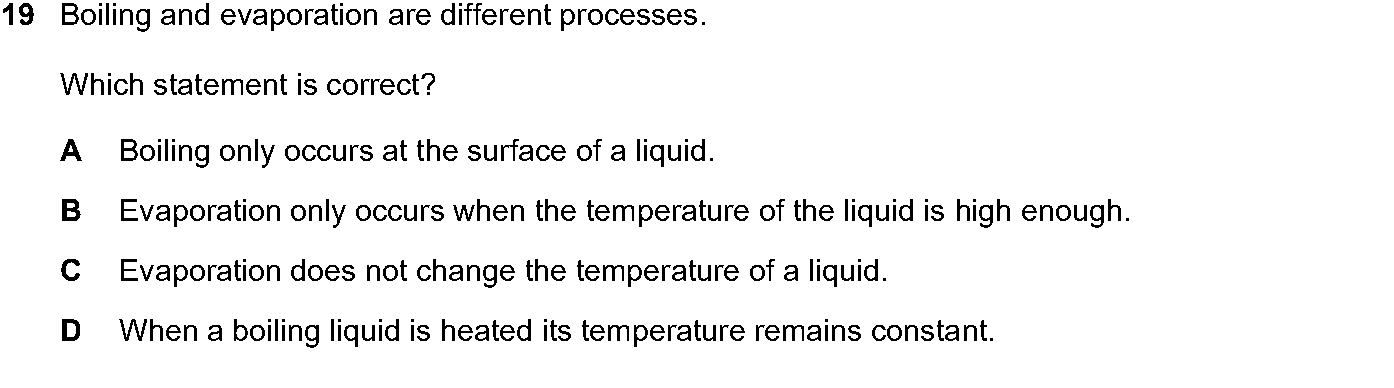 19 Boiling and evaporation are different processes.
Which statement is correct?
A Boiling only occurs at the surface of a liquid.
B Evaporation only occurs when the temperature of the liquid is high enough.
C Evaporation does not change the temperature of a liquid.
D When a boiling liquid is heated its temperature remains constant.